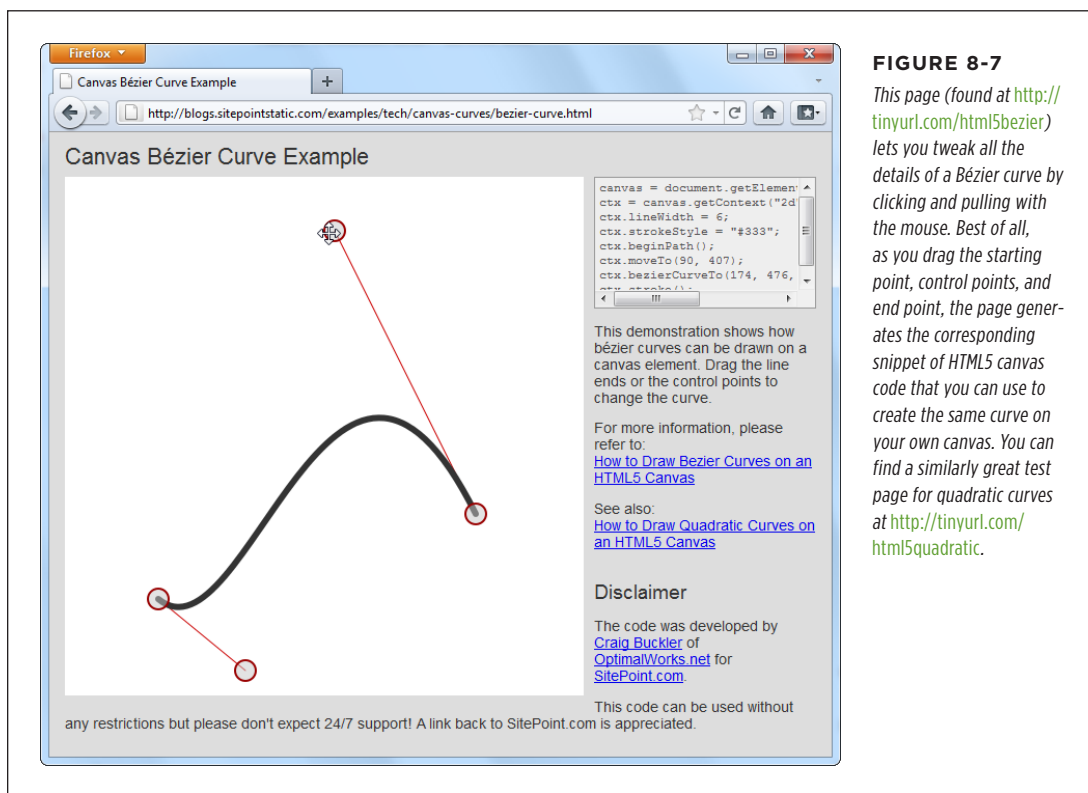 Firefox
Canvas Bézier Curve Example
http://blogs.sitepointstatic.com/examples/tech/canvas-curves/bezier-curve.html
Canvas Bézier Curve Example
canvas = document.getElemen
ctx = canvas.getContext("2d
ctx.lineWidth = 6;
ctx.strokeStyle = "#333";
ctx.beginPath();
ctx.moveTo(90, 407);
ctx.bezierCurveTo(174, 476,
ctx.stroke();
This demonstration shows how
bézier curves can be drawn on a
canvas element. Drag the line
ends or the control points to
change the curve.
For more information, please
refer to:
How to Draw Bezier Curves on an
HTML5 Canvas
See also:
How to Draw Quadratic Curves on
an HTML5 Canvas
Disclaimer
The code was developed by
Craig Buckler of
OptimalWorks.net for
SitePoint.com.
This code can be used without
any restrictions but please don't expect 24/7 support! A link back to SitePoint.com is appreciated.
FIGURE 8-7
This page (found at http://
tinyurl.com/html5bezier)
lets you tweak all the
details of a Bézier curve by
clicking and pulling with
the mouse. Best of all,
as you drag the starting
point, control points, and
end point, the page gener-
ates the corresponding
snippet of HTML5 canvas
code that you can use to
create the same curve on
your own canvas. You can
find a similarly great test
page for quadratic curves
at http://tinyurl.com/
html5quadratic.